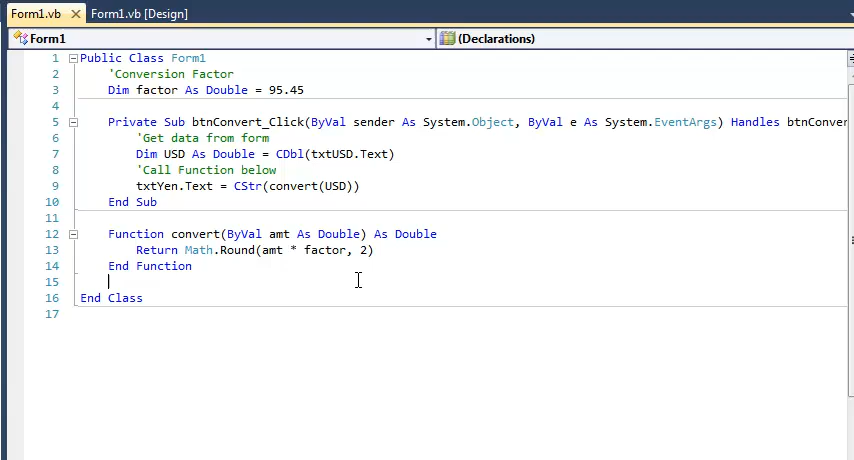 Form1.vb X Form1.vb [Design]
Form1 (Declarations)
1 Public Class Form1
2 'Conversion Factor
3 Dim factor As Double = 95.45
4
5 Private Sub btnConvert_Click(ByVal sender As System.Object, ByVal e As System.EventArgs) Handles btnConver
6 'Get data from form
7 Dim USD As Double = CDbl(txtUSD.Text)
8 'Call Function below
9 txtYen.Text = CStr(convert(USD))
10 End Sub
11
12 Function convert(ByVal amt As Double) As Double
13 Return Math.Round(amt * factor, 2)
14 End Function
15
16 End Class
17